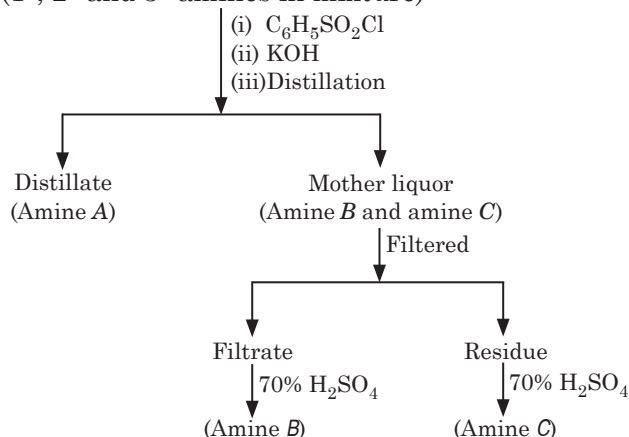 (1°, 2° and 3° amines in mixture)
(i) C₆H₅SO₂Cl
(ii) KOH
(iii)Distillation
Distillate
(Amine A)
Mother liquor
(Amine B and amine C)
Filtered
Filtrate
Residue
70% H₂SO₄
70% H₂SO₄
(Amine B)
(Amine C)